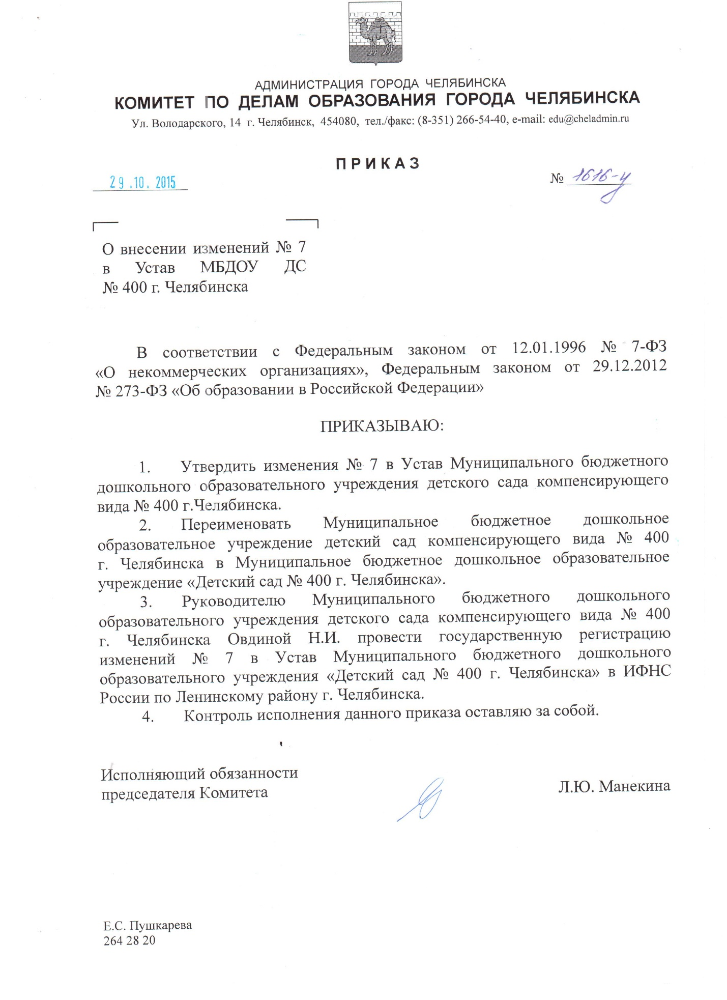 АДМИНИСТРАЦИЯ ГОРОДА ЧЕЛЯБИНСКА
КОМИТЕТ ПО ДЕЛАМ ОБРАЗОВАНИЯ ГОРОДА ЧЕЛЯБИНСКА
Ул. Володарского, 14 г. Челябинск, 454080, тел./факс: (8-351) 266-54-40, e-mail: edu@cheladmin.ru
ПРИКАЗ
29.10.2015 № 1616-у
О внесении изменений № 7
в Устав МБДОУ ДС
№ 400 г. Челябинска
В соответствии с Федеральным законом от 12.01.1996 № 7-ФЗ
«О некоммерческих организациях», Федеральным законом от 29.12.2012
№ 273-ФЗ «Об образовании в Российской Федерации»
ПРИКАЗЫВАЮ:
1. Утвердить изменения № 7 в Устав Муниципального бюджетного
дошкольного образовательного учреждения детского сада компенсирующего
вида № 400 г.Челябинска.
2. Переименовать Муниципальное бюджетное дошкольное
образовательное учреждение детский сад компенсирующего вида № 400
г. Челябинска в Муниципальное бюджетное дошкольное образовательное
учреждение «Детский сад № 400 г. Челябинска».
3. Руководителю Муниципального бюджетного дошкольного
образовательного учреждения детского сада компенсирующего вида № 400
г. Челябинска Овдиной Н.И. провести государственную регистрацию
изменений № 7 в Устав Муниципального бюджетного дошкольного
образовательного учреждения «Детский сад № 400 г. Челябинска» в ИФНС
России по Ленинскому району г. Челябинска.
4. Контроль исполнения данного приказа оставляю за собой.
Исполняющий обязанности
председателя Комитета Л.Ю. Манекина
Е.С. Пушкарева
264 28 20